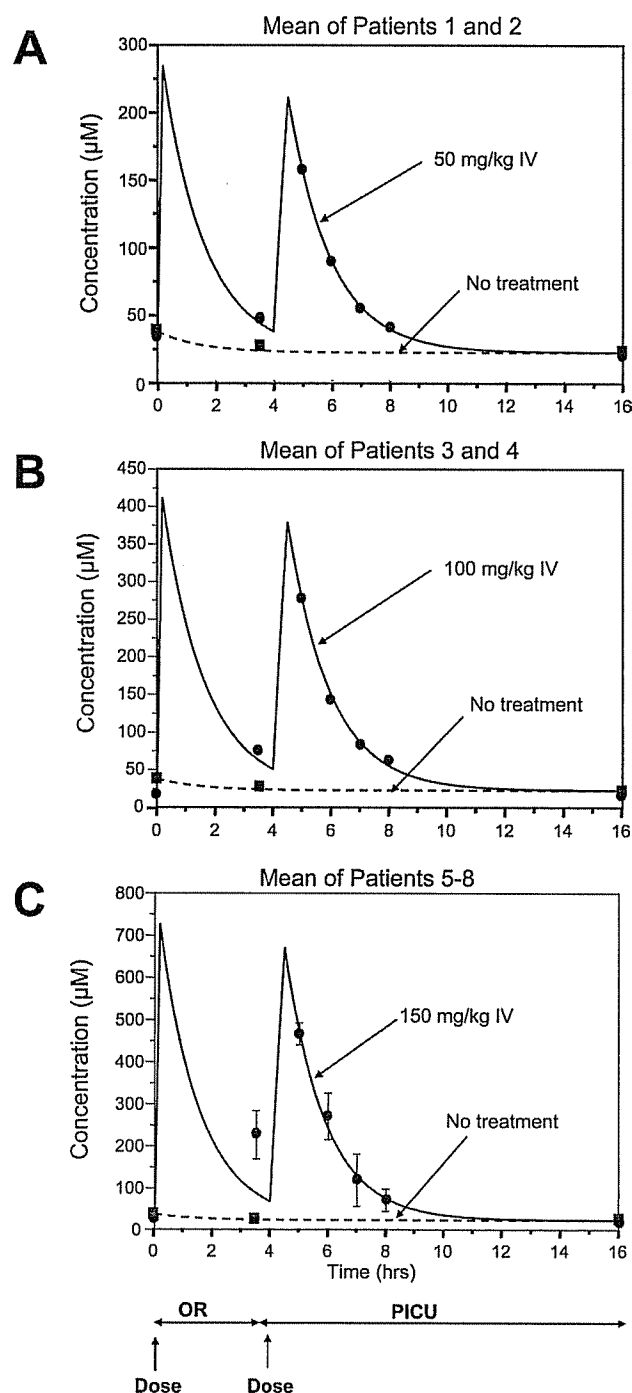 A
Mean of Patients 1 and 2
Concentration (µM)
300
200
150
100
50
0
50 mg/kg IV
No treatment
0 2 4 6 8 10 12 14 16
B
Mean of Patients 3 and 4
Concentration (µM)
450
400
350
300
250
200
150
100
50
0
100 mg/kg IV
No treatment
0 2 4 6 8 10 12 14 16
C
Mean of Patients 5-8
Concentration (µM)
800
700
600
500
400
300
200
100
0
150 mg/kg IV
No treatment
0 2 4 6 8 10 12 14 16
Time (hrs)
OR PICU
Dose Dose